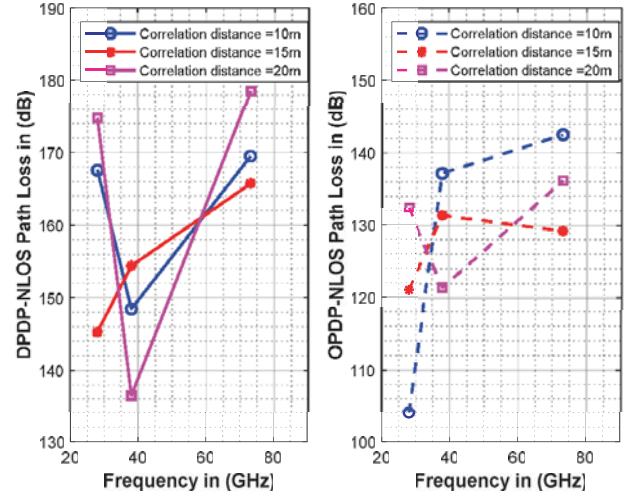 190
Correlation distance =10m
Correlation distance =15m
Correlation distance =20m
180
170
160
150
140
130
20
40
60
80
DPDP-NLOS Path Loss in (dB)
Frequency in (GHz)
160
Correlation distance =10m
Correlation distance =15m
Correlation distance =20m
150
140
130
120
110
100
20
40
60
80
OPDP-NLOS Path Loss in (dB)
Frequency in (GHz)